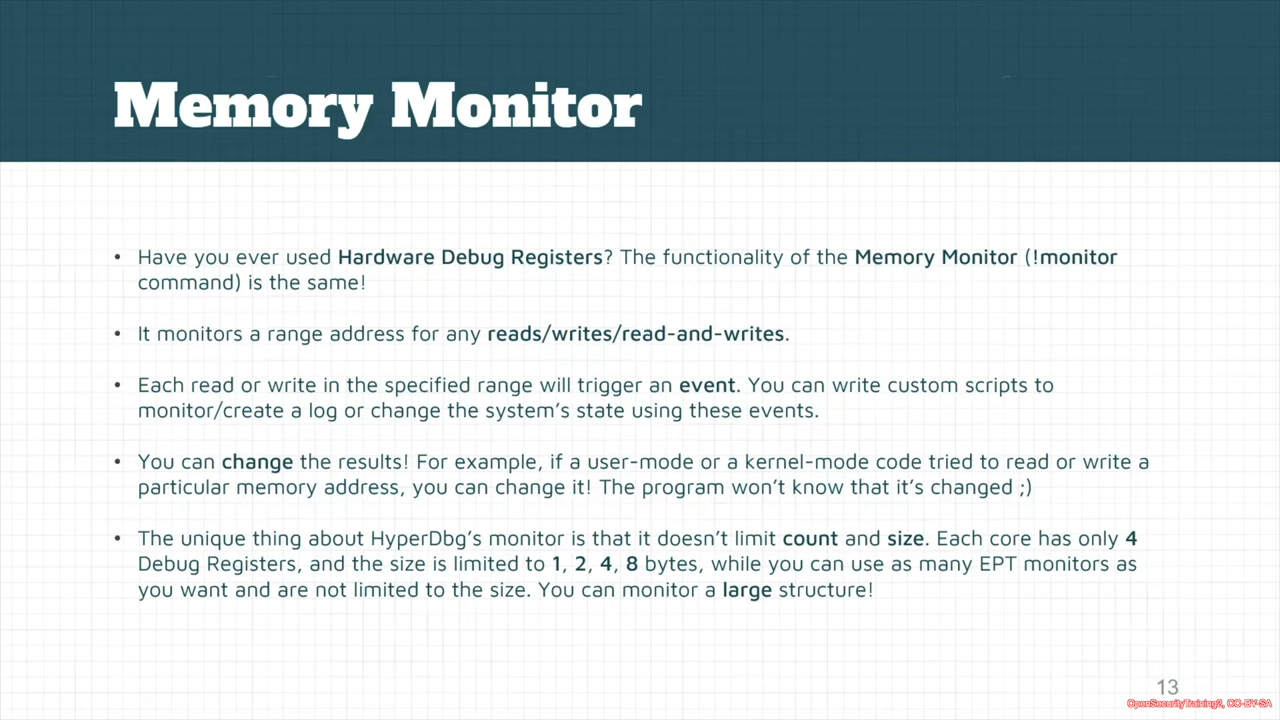 Memory Monitor
• Have you ever used Hardware Debug Registers? The functionality of the Memory Monitor (!monitor
command) is the same!
• It monitors a range address for any reads/writes/read-and-writes.
• Each read or write in the specified range will trigger an event. You can write custom scripts to
monitor/create a log or change the system’s state using these events.
• You can change the results! For example, if a user-mode or a kernel-mode code tried to read or write a
particular memory address, you can change it! The program won’t know that it’s changed ;)
• The unique thing about HyperDbg’s monitor is that it doesn’t limit count and size. Each core has only 4
Debug Registers, and the size is limited to 1, 2, 4, 8 bytes, while you can use as many EPT monitors as
you want and are not limited to the size. You can monitor a large structure!
13
OpenSecurityTraining2, CC-BY-SA